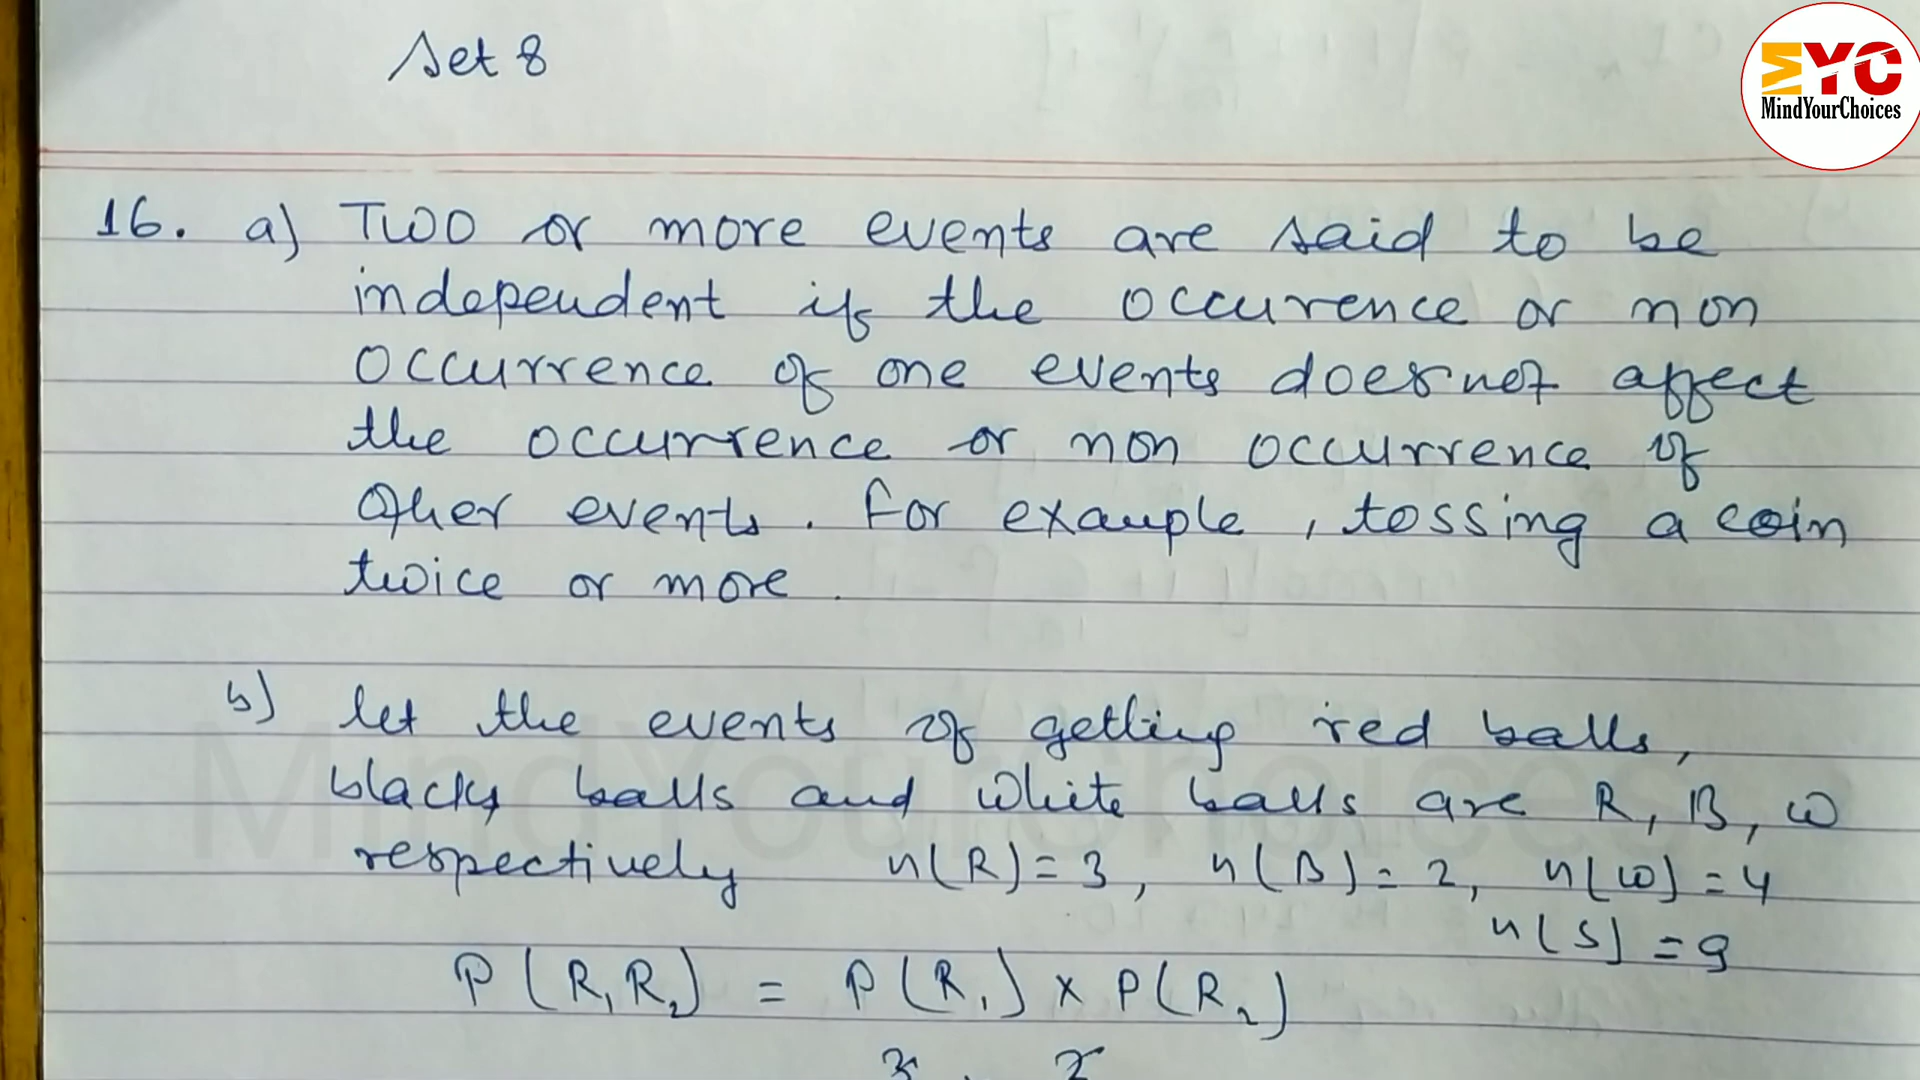 Set 8
MYC
MindYourChoices
16. a) Two or more events are said to be
independent if the occurence or non
occurrence of one events doesnot affect
the occurrence or non occurrence of
other events. For example, tossing a coin
twice or more.
b) let the events of getting red balls,
black balls and white balls are R, B, W
respectively n(R) = 3, n(B) = 2, n(W) = 4
n(S) = 9
P(R₁R₂) = P(R₁) × P(R₂)
MindYourChoices